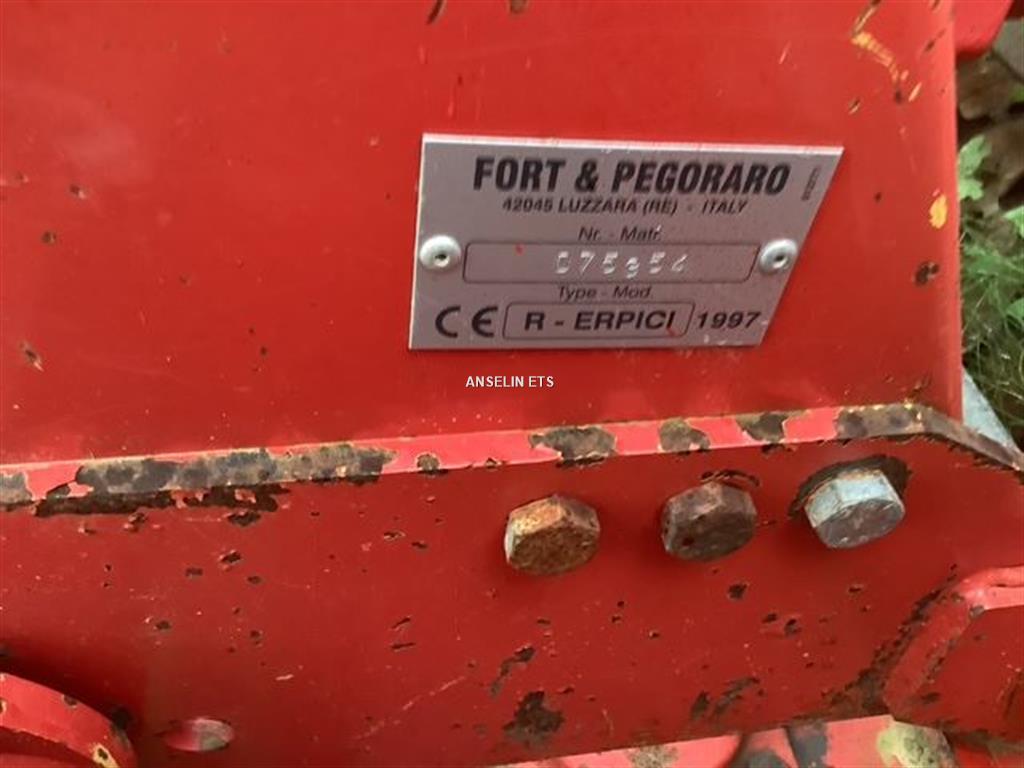 FORT & PEGORARO
42045 LUZZARA (RE) - ITALY
Nr. - Matr.
Type - Mod.
CE R - ERPICI 1997
ANSELIN ETS